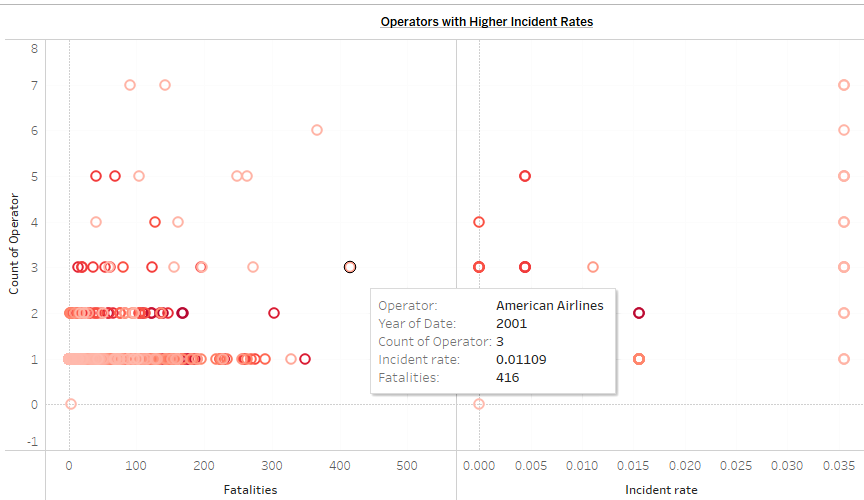 Operators with Higher Incident Rates
8
7
6
5
4
3
2
1
0
-1
Count of Operator
Operator: American Airlines
Year of Date: 2001
Count of Operator: 3
Incident rate: 0.01109
Fatalities: 416
0 100 200 300 400 500
0.000 0.005 0.010 0.015 0.020 0.025 0.030 0.035
Fatalities
Incident rate